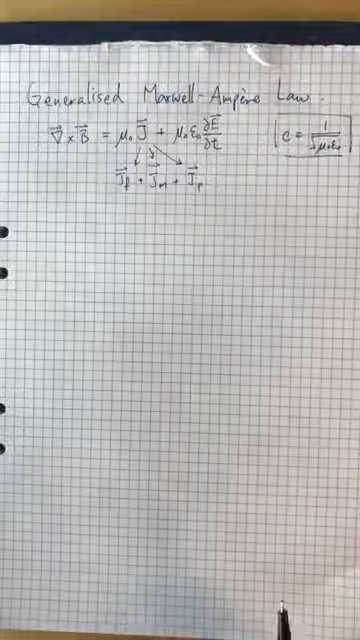 Generalised Maxwell-Ampère Law.
∇⃗ × B⃗ = μ₀ J⃗ + μ₀ε₀ ∂E⃗/∂t   c = 1/√μ₀ε₀
J⃗f + J⃗m + J⃗p